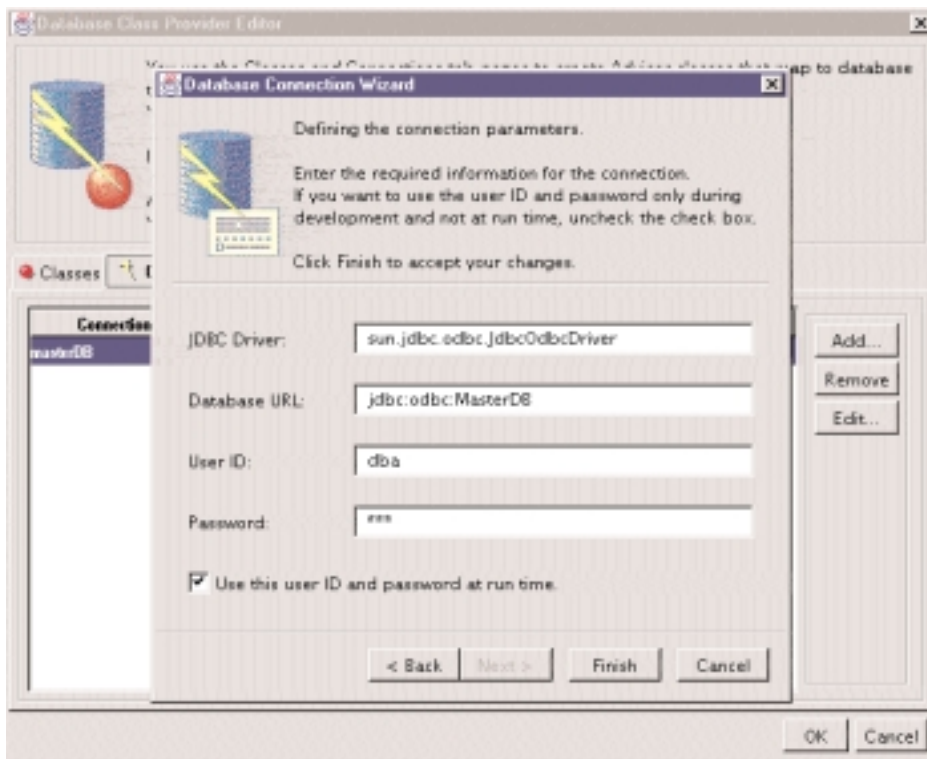 Database Class Provider Editor
map to database
Database Connection Wizard
Defining the connection parameters.
Enter the required information for the connection.
If you want to use the user ID and password only during
development and not at run time, uncheck the check box.
Click Finish to accept your changes.
Classes
Connection
masterDB
JDBC Driver:
sun.jdbc.odbc.JdbcOdbcDriver
Database URL:
jdbc:odbc:MasterDB
User ID:
dba
Password:
***
Use this user ID and password at run time.
Add...
Remove
Edit...
< Back
Next >
Finish
Cancel
OK
Cancel